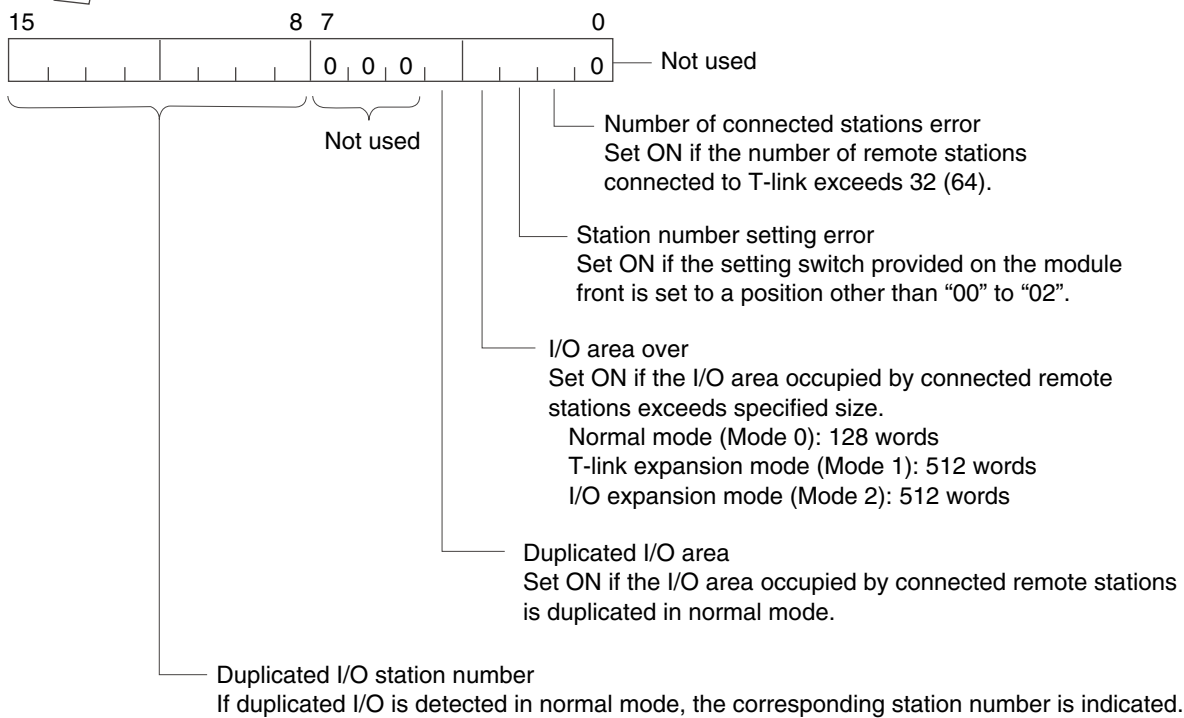 15 8 7 0
0 0 0 0
Not used
Not used
Number of connected stations error
Set ON if the number of remote stations
connected to T-link exceeds 32 (64).
Station number setting error
Set ON if the setting switch provided on the module
front is set to a position other than “00” to “02”.
I/O area over
Set ON if the I/O area occupied by connected remote
stations exceeds specified size.
Normal mode (Mode 0): 128 words
T-link expansion mode (Mode 1): 512 words
I/O expansion mode (Mode 2): 512 words
Duplicated I/O area
Set ON if the I/O area occupied by connected remote stations
is duplicated in normal mode.
Duplicated I/O station number
If duplicated I/O is detected in normal mode, the corresponding station number is indicated.